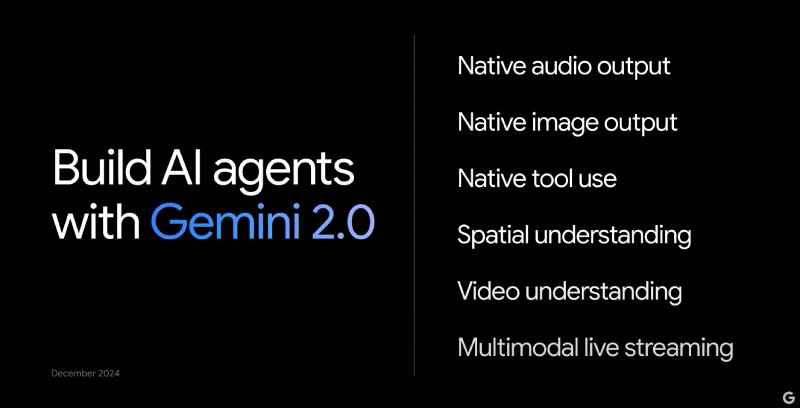 Build AI agents
with Gemini 2.0
December 2024
Native audio output
Native image output
Native tool use
Spatial understanding
Video understanding
Multimodal live streaming
G